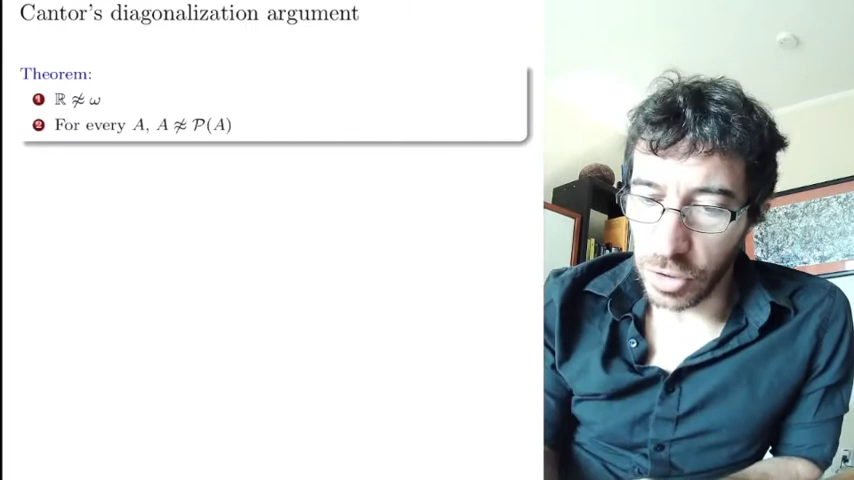 Cantor's diagonalization argument
Theorem:
1 ℝ ≉ ω
2 For every A, A ≉ 𝒫(A)